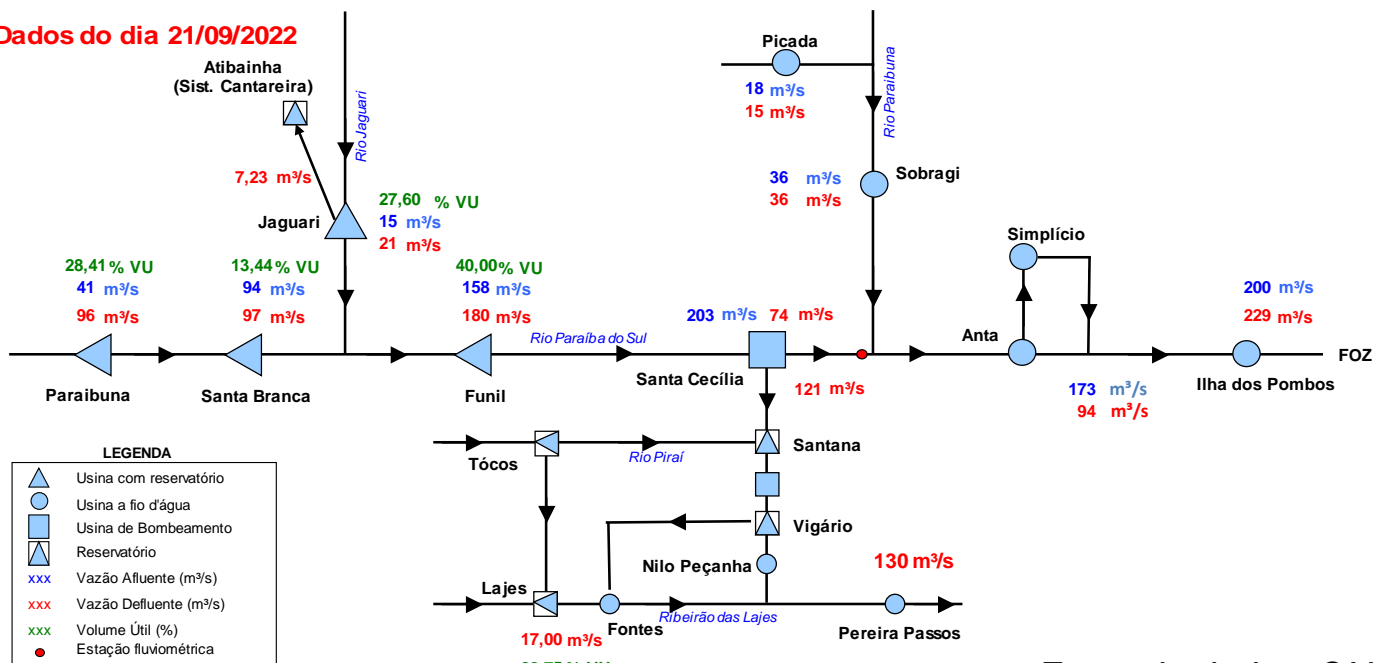 Dados do dia 21/09/2022
Atibainha
(Sist. Cantareira)
Rio Jaguari
7,23 m³/s
Jaguari
27,60 % VU
15 m³/s
21 m³/s
Picada
18 m³/s
15 m³/s
Rio Paraibuna
36 m³/s
36 m³/s
Sobragi
Simplício
28,41% VU
41 m³/s
96 m³/s
Paraibuna
13,44% VU
94 m³/s
97 m³/s
Santa Branca
40,00% VU
158 m³/s
180 m³/s
Funil
Rio Paraíba do Sul
203 m³/s 74 m³/s
Santa Cecília
121 m³/s
Anta
173 m³/s
94 m³/s
200 m³/s
229 m³/s
Ilha dos Pombos
FOZ
Tócos
Rio Piraí
Santana
Vigário
Nilo Peçanha
130 m³/s
Lajes
17,00 m³/s
Fontes
Ribeirão das Lajes
Pereira Passos
LEGENDA
Usina com reservatório
Usina a fio d'água
Usina de Bombeamento
Reservatório
xxx Vazão Afluente (m³/s)
xxx Vazão Defluente (m³/s)
xxx Volume Útil (%)
Estação fluviométrica